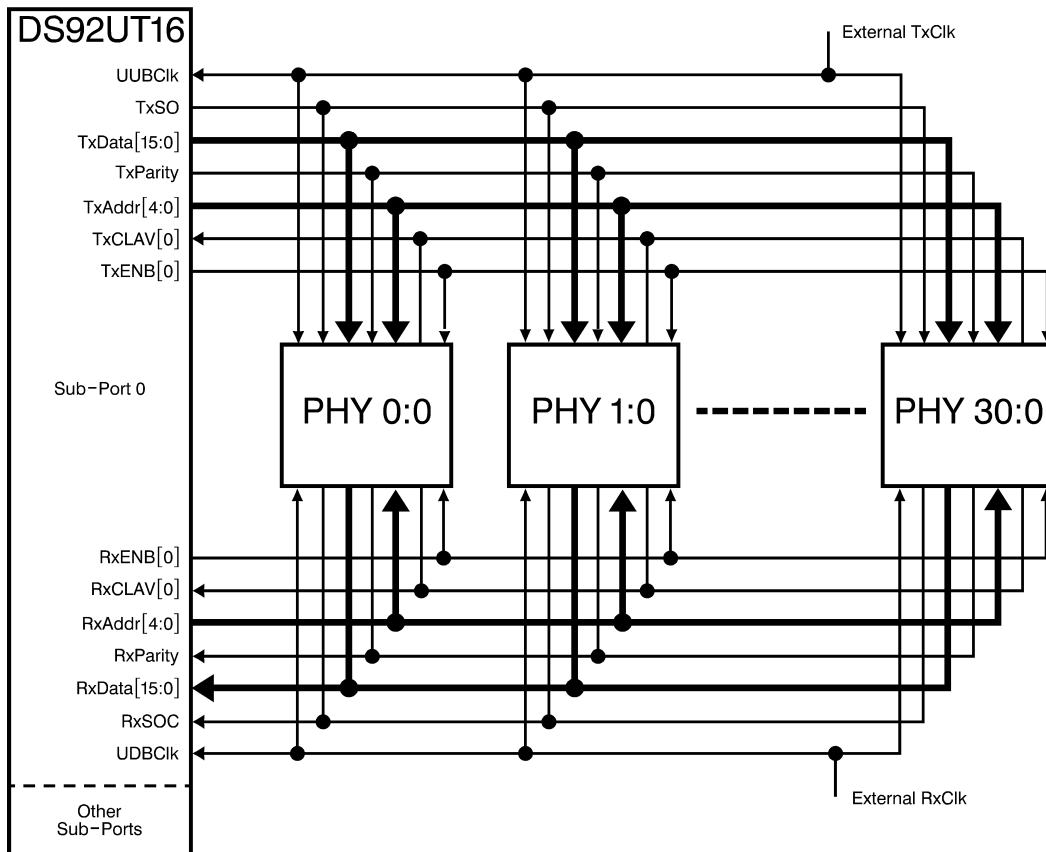 DS92UT16
External TxClk
UUBClk
TxSO
TxData[15:0]
TxParity
TxAddr[4:0]
TxCLAV[0]
TxENB[0]
Sub-Port 0
PHY 0:0
PHY 1:0
PHY 30:0
RxENB[0]
RxCLAV[0]
RxAddr[4:0]
RxParity
RxData[15:0]
RxSOC
UDBClk
External RxClk
Other
Sub-Ports